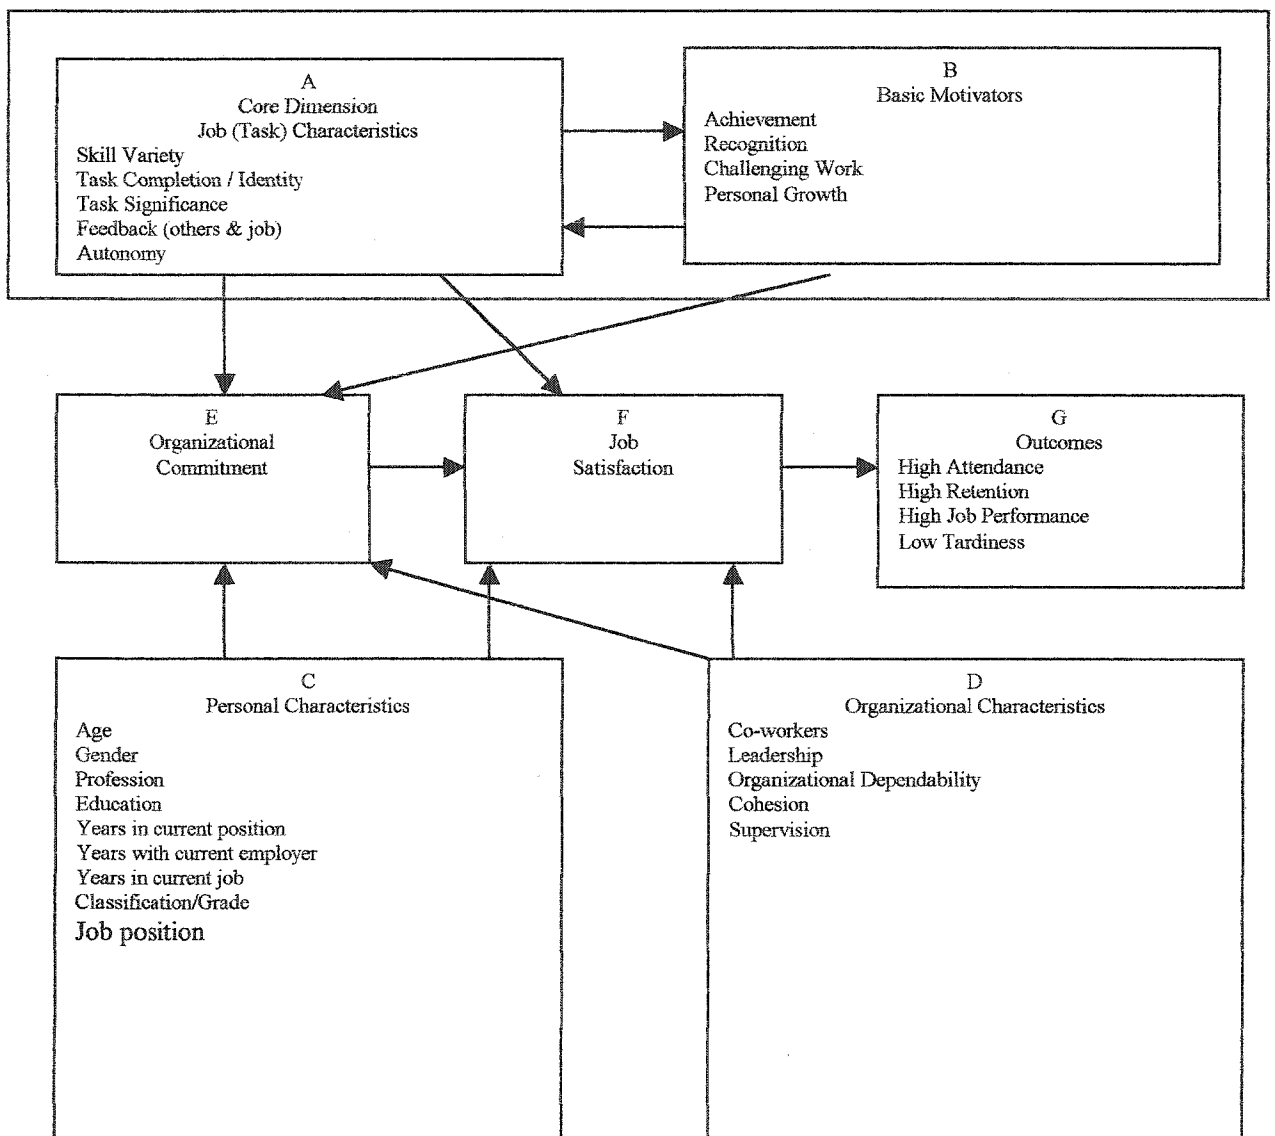 A
Core Dimension
Job (Task) Characteristics
Skill Variety
Task Completion / Identity
Task Significance
Feedback (others & job)
Autonomy
B
Basic Motivators
Achievement
Recognition
Challenging Work
Personal Growth
E
Organizational
Commitment
F
Job
Satisfaction
G
Outcomes
High Attendance
High Retention
High Job Performance
Low Tardiness
C
Personal Characteristics
Age
Gender
Profession
Education
Years in current position
Years with current employer
Years in current job
Classification/Grade
Job position
D
Organizational Characteristics
Co-workers
Leadership
Organizational Dependability
Cohesion
Supervision